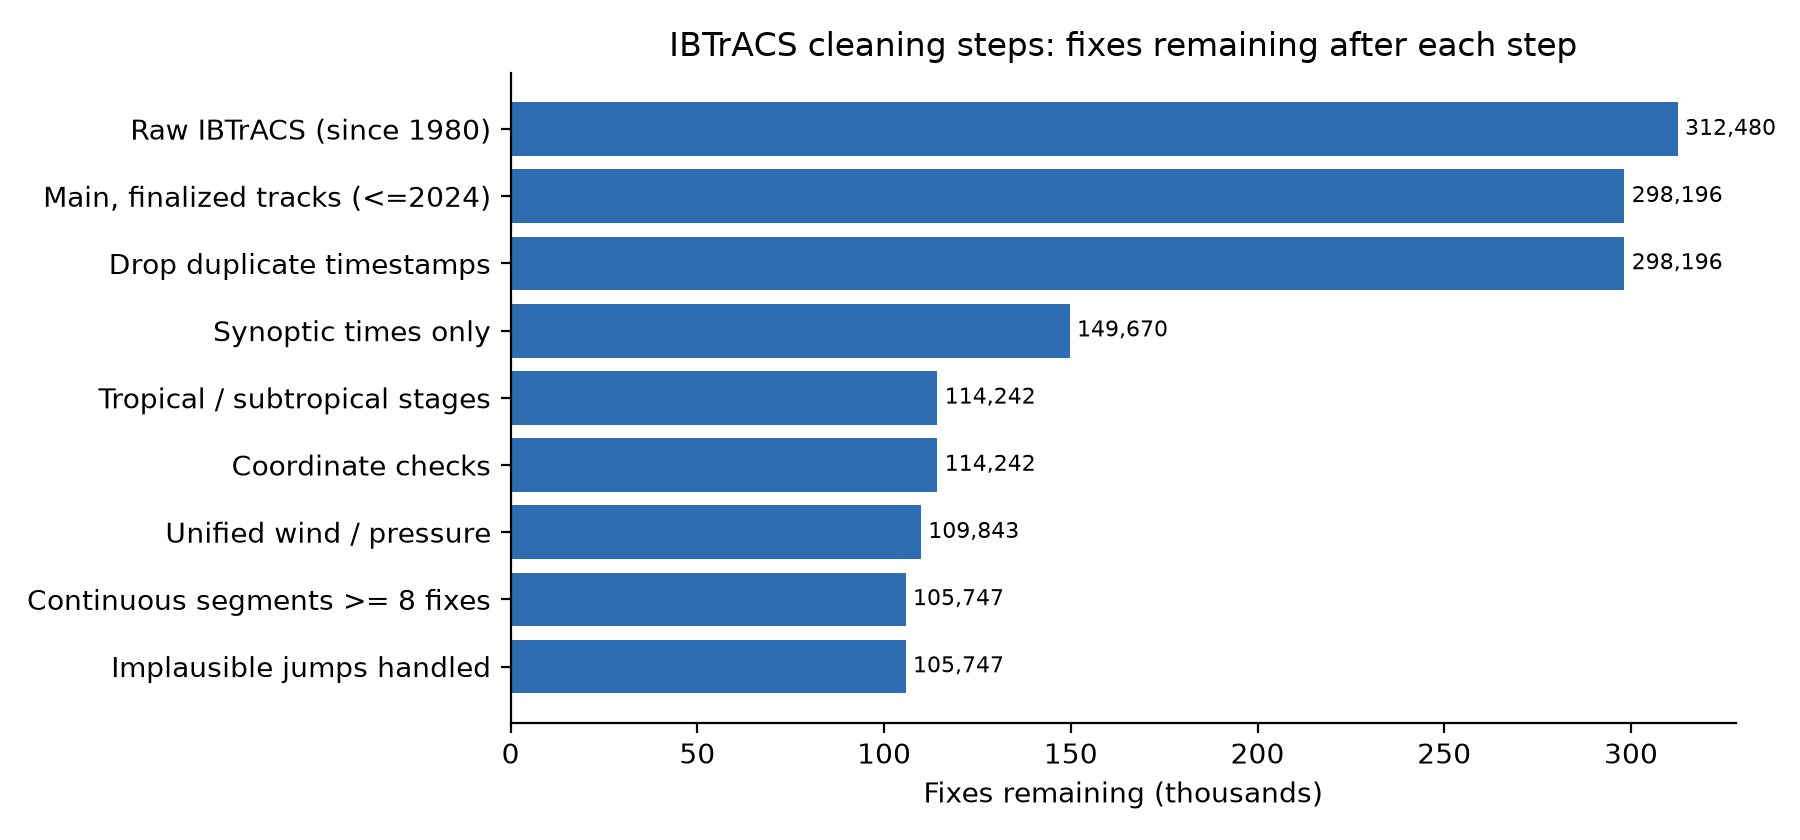 IBTrACS cleaning steps: fixes remaining after each step
Raw IBTrACS (since 1980) 312,480
Main, finalized tracks (<=2024) 298,196
Drop duplicate timestamps 298,196
Synoptic times only 149,670
Tropical / subtropical stages 114,242
Coordinate checks 114,242
Unified wind / pressure 109,843
Continuous segments >= 8 fixes 105,747
Implausible jumps handled 105,747
0 50 100 150 200 250 300
Fixes remaining (thousands)